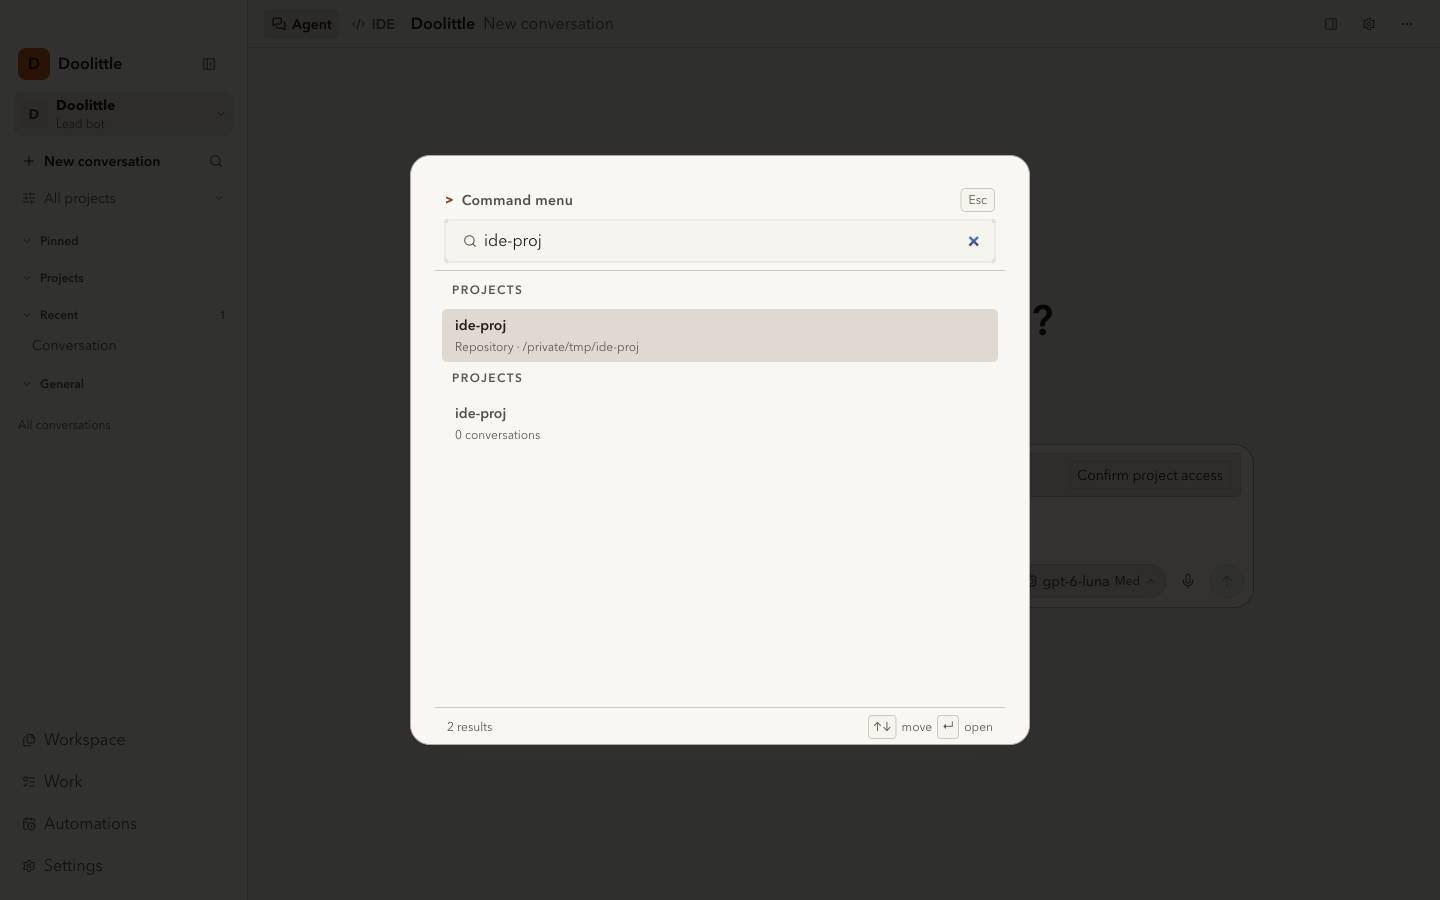 Agent
IDE
Doolittle New conversation
D Doolittle
D
Doolittle
Lead bot
New conversation
All projects
Pinned
Projects
Recent 1
Conversation
General
All conversations
Workspace
Work
Automations
Settings
> Command menu
Esc
ide-proj
PROJECTS
ide-proj
Repository · /private/tmp/ide-proj
PROJECTS
ide-proj
0 conversations
2 results
↑↓ move ↵ open
?
Confirm project access
gpt-6-luna Med